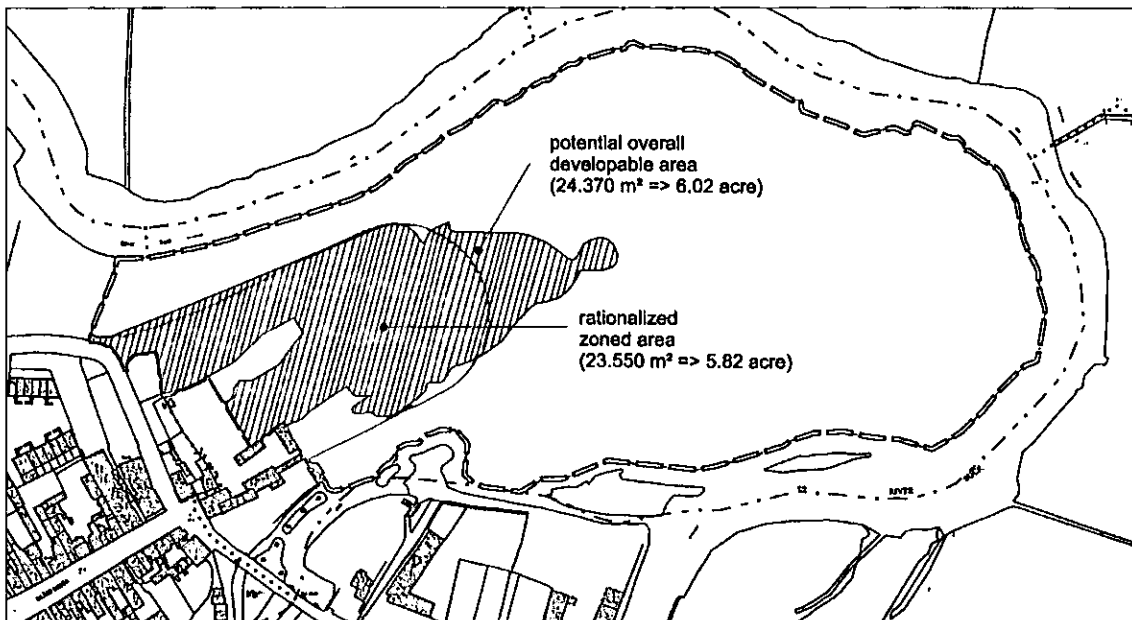 potential overall
developable area
(24.370 m² => 6.02 acre)
rationalized
zoned area
(23.550 m² => 5.82 acre)
RIVER